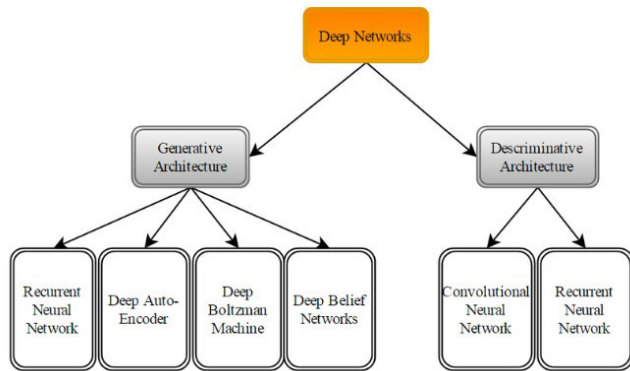 Deep Networks
Generative
Architecture
Descriminative
Architecture
Recurrent
Neural
Network
Deep Auto-
Encoder
Deep
Boltzman
Machine
Deep Belief
Networks
Convolutional
Neural
Network
Recurrent
Neural
Network